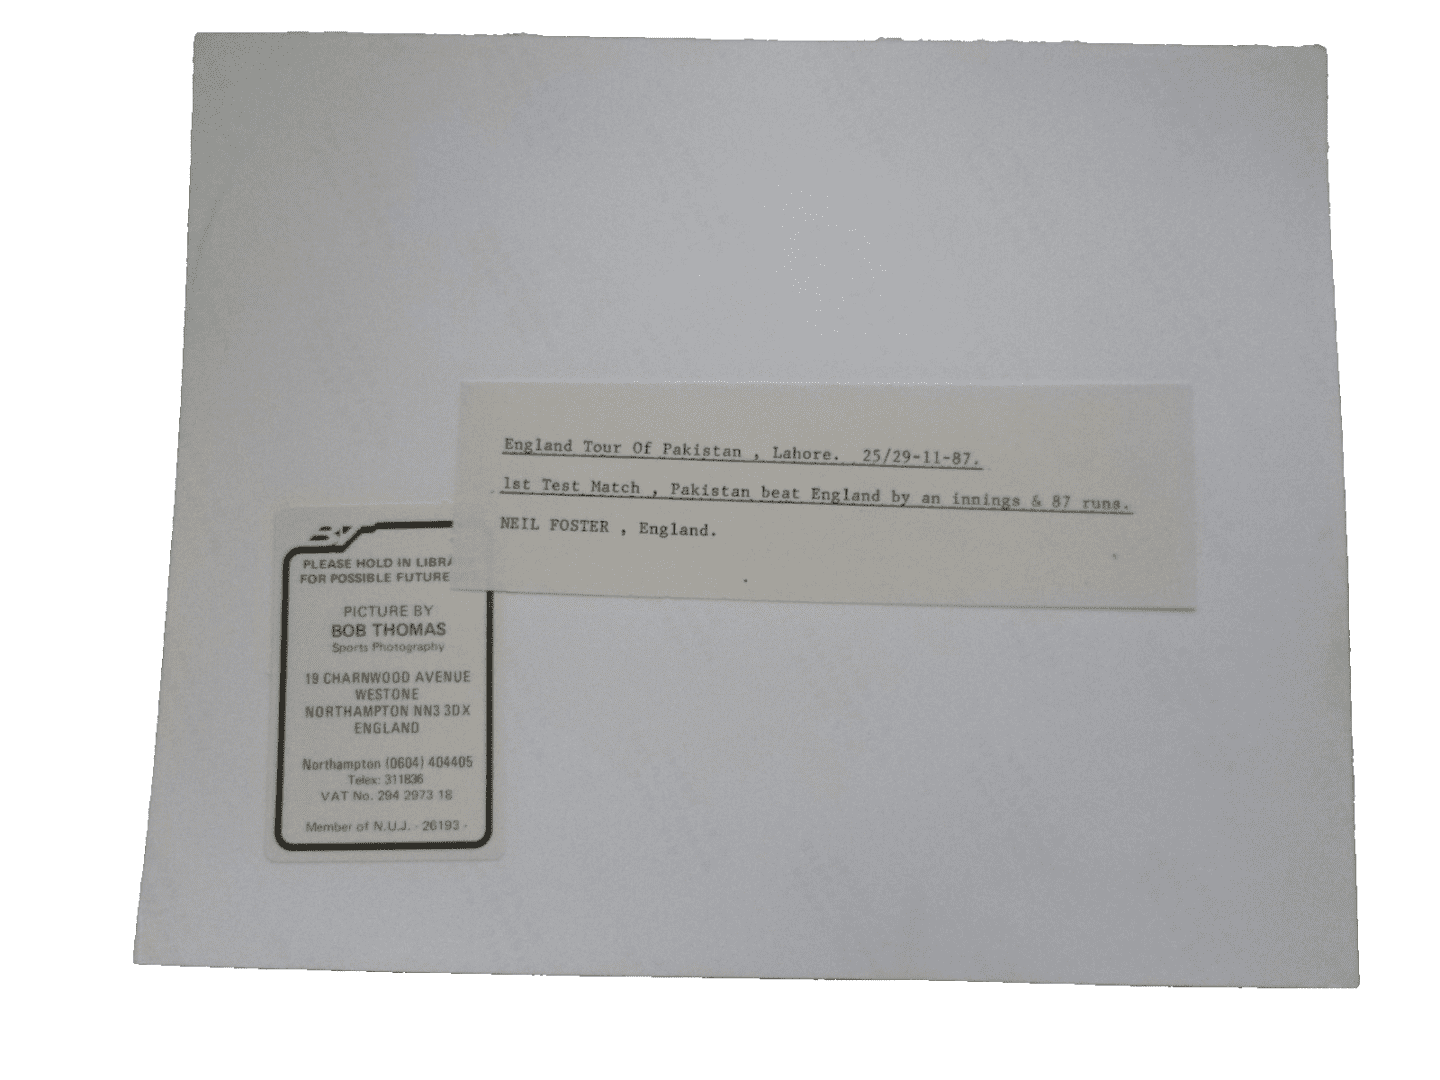 England Tour Of Pakistan , Lahore. 25/29-11-87.
1st Test Match , Pakistan beat England by an innings & 87 runs.
NEIL FOSTER , England.
PLEASE HOLD IN
FOR POSSIBLE FUTURE
PICTURE BY
BOB THOMAS
Sports Photography
19 CHARNWOOD AVENUE
WESTONE
NORTHAMPTON NN3 3DX
ENGLAND
Northampton (0604) 404405
Telex: 311836
VAT No. 294 2973 18
Member of N.U.J. - 26193 -